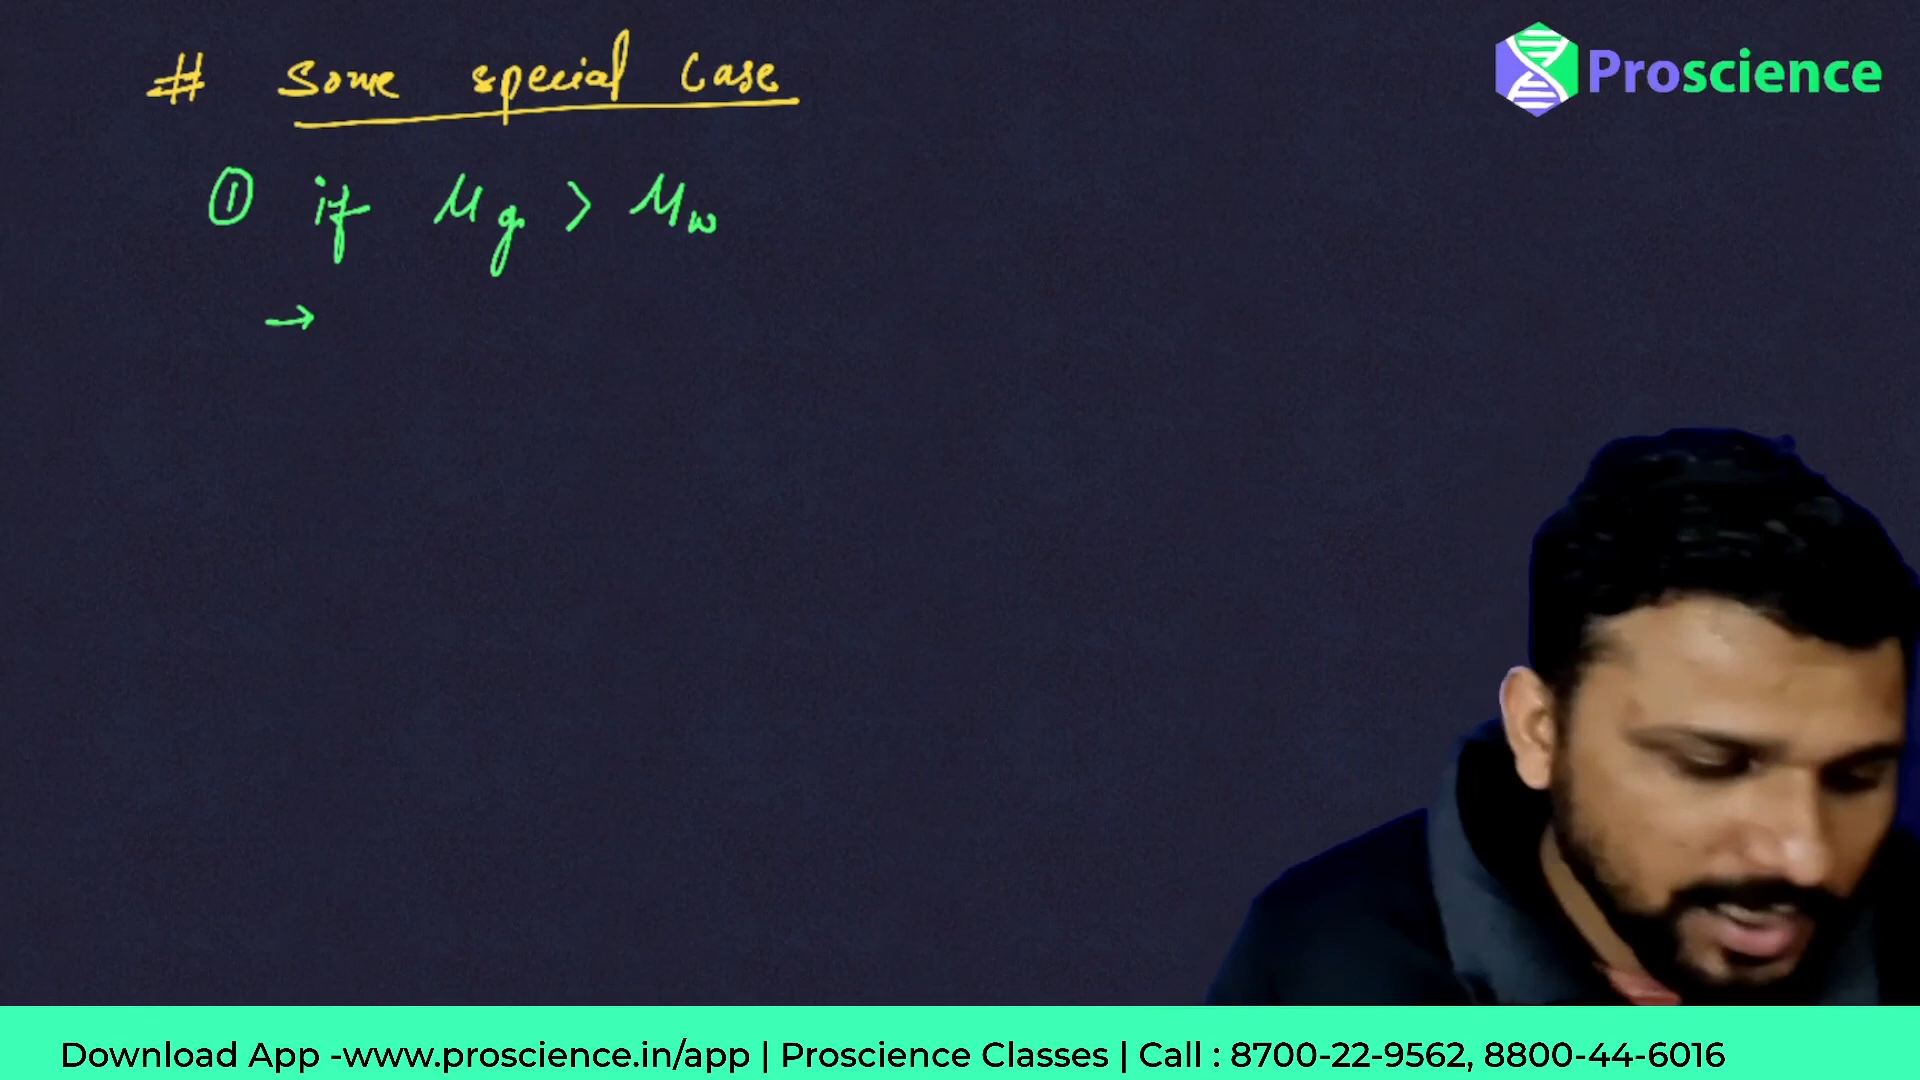 # Some special Case
Proscience
① if μg > μw
→
Download App -www.proscience.in/app | Proscience Classes | Call : 8700-22-9562, 8800-44-6016